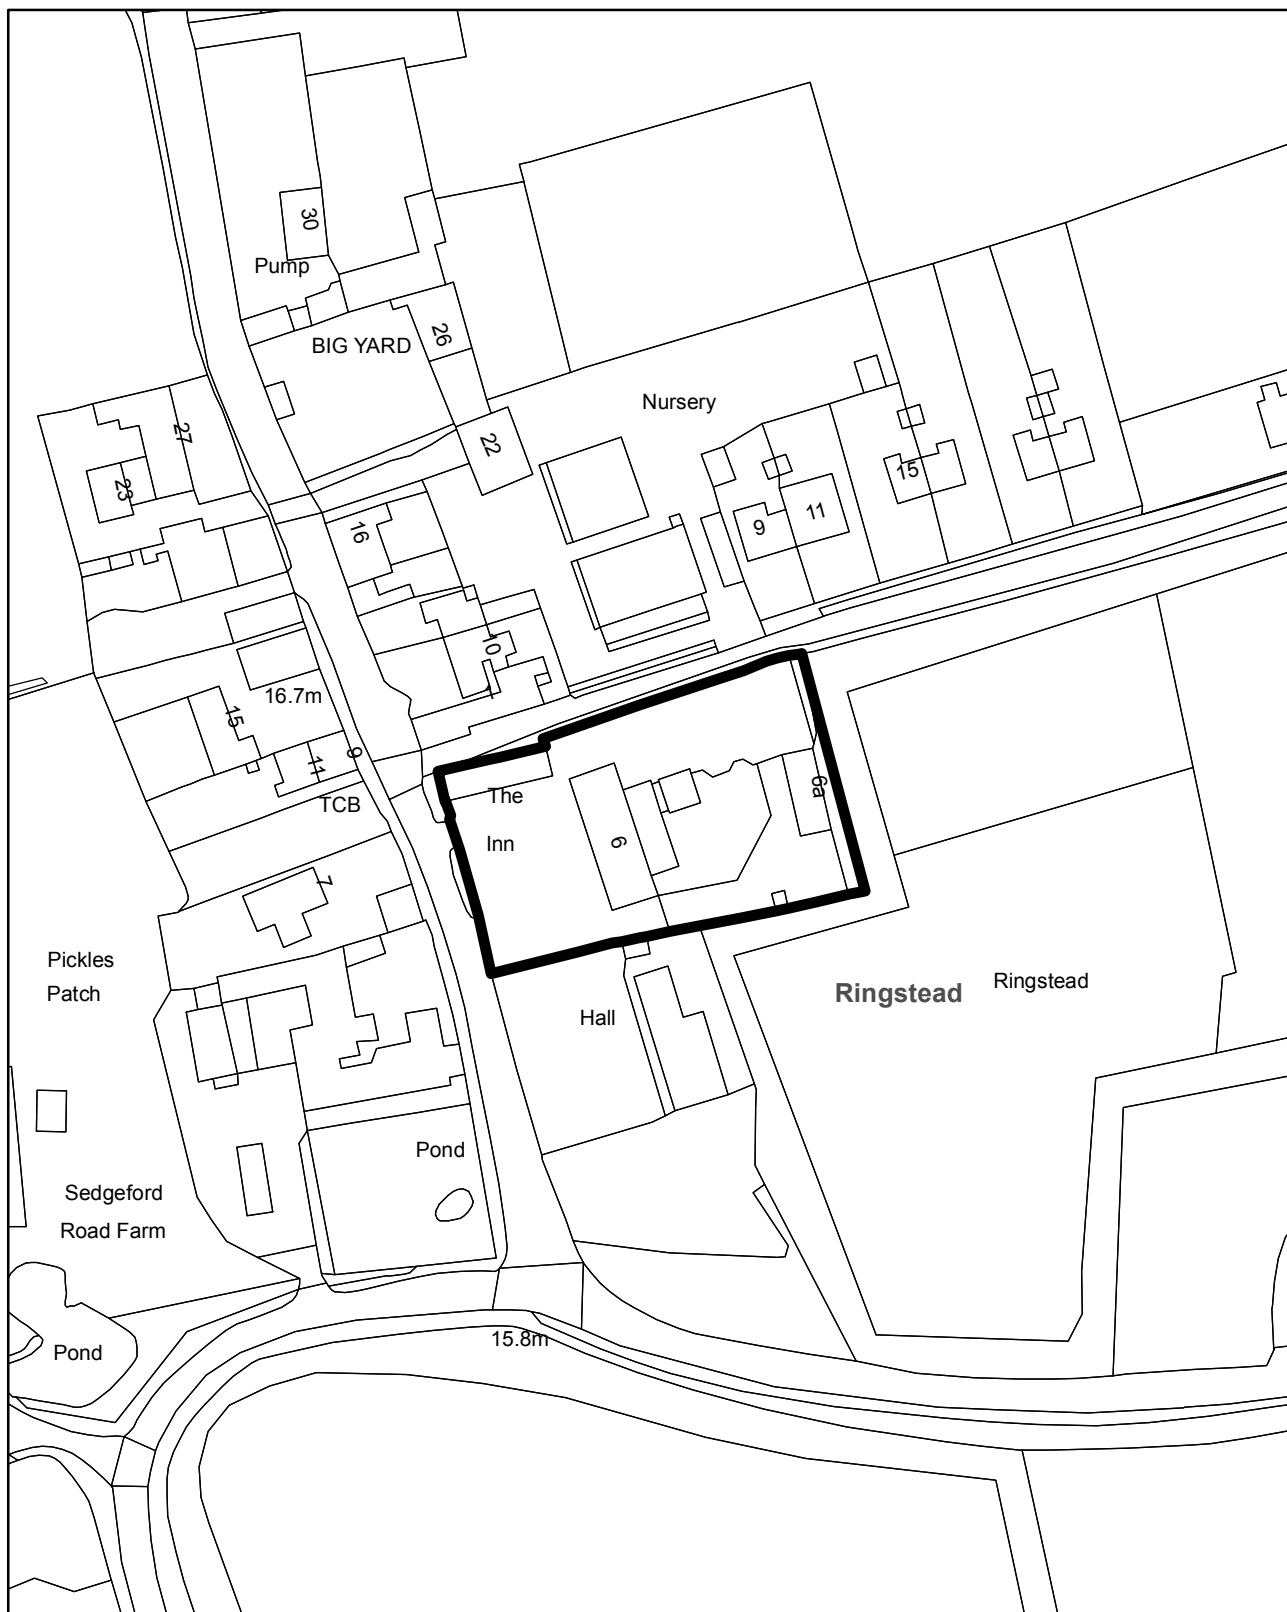 30
Pump
26
BIG YARD
Nursery
27
22
15
23
11
9
16
10
1
16.7m
15
9
11
The
6a
TCB
6
Inn
7
Pickles
Patch
Ringstead
Ringstead
Hall
Pond
Sedgeford
Road Farm
15.8m
Pond